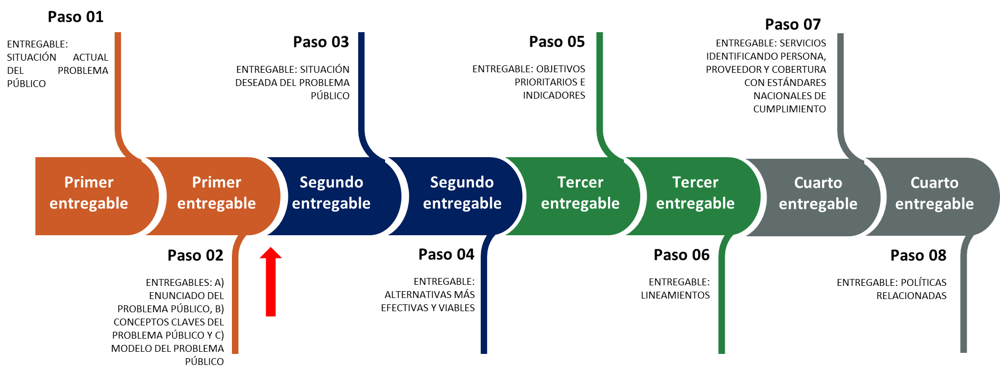 Paso 01
ENTREGABLE:
SITUACIÓN ACTUAL
DEL PROBLEMA
PÚBLICO
Paso 03
ENTREGABLE: SITUACIÓN
DESEADA DEL PROBLEMA
PÚBLICO
Paso 05
ENTREGABLE: OBJETIVOS
PRIORITARIOS E
INDICADORES
Paso 07
ENTREGABLE: SERVICIOS
IDENTIFICANDO PERSONA,
PROVEEDOR Y COBERTURA
CON ESTÁNDARES
NACIONALES DE
CUMPLIMIENTO
Primer
entregable
Primer
entregable
Segundo
entregable
Segundo
entregable
Tercer
entregable
Tercer
entregable
Cuarto
entregable
Cuarto
entregable
Paso 02
ENTREGABLES: A)
ENUNCIADO DEL
PROBLEMA PÚBLICO, B)
CONCEPTOS CLAVES DEL
PROBLEMA PÚBLICO Y C)
MODELO DEL PROBLEMA
PÚBLICO
Paso 04
ENTREGABLE:
ALTERNATIVAS MÁS
EFECTIVAS Y VIABLES
Paso 06
ENTREGABLE:
LINEAMIENTOS
Paso 08
ENTREGABLE: POLÍTICAS
RELACIONADAS